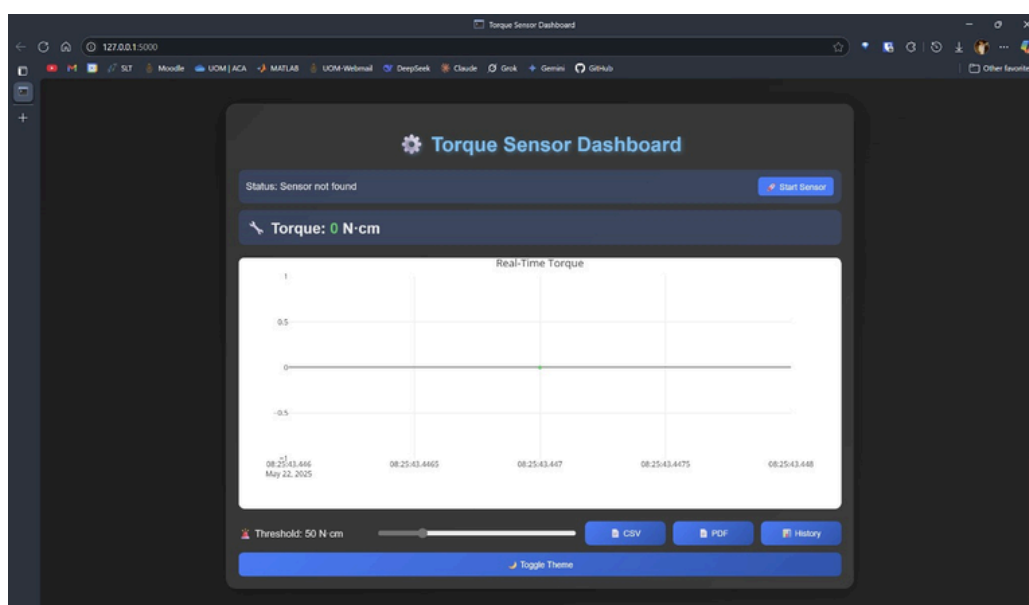 Torque Sensor Dashboard
127.0.0.1:5000
SLT Moodle UOM | ACA MATLAB UOM-Webmail DeepSeek Claude Grok Gemini GitHub Other favorite
Torque Sensor Dashboard
Status: Sensor not found Start Sensor
Torque: 0 N·cm
Real-Time Torque
1
0.5
0
−0.5
−1
08:25:43.446 08:25:43.4465 08:25:43.447 08:25:43.4475 08:25:43.448
May 22, 2025
Threshold: 50 N·cm CSV PDF History
Toggle Theme